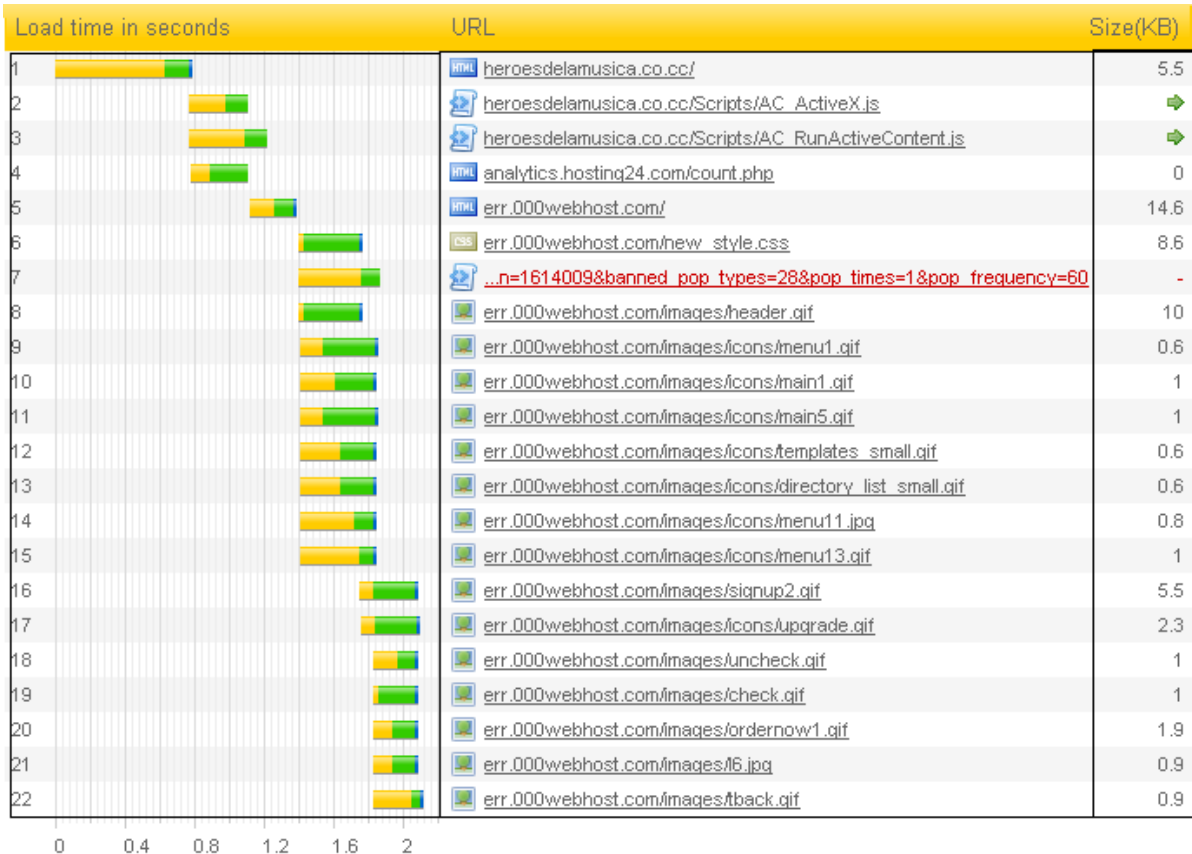 Load time in seconds URL Size(KB)
1 HTML heroesdelamusica.co.cc/ 5.5
2 heroesdelamusica.co.cc/Scripts/AC_ActiveX.js
3 heroesdelamusica.co.cc/Scripts/AC_RunActiveContent.js
4 HTML analytics.hosting24.com/count.php 0
5 HTML err.000webhost.com/ 14.6
6 CSS err.000webhost.com/new_style.css 8.6
7 ...n=1614009&banned_pop_types=28&pop_times=1&pop_frequency=60 -
8 err.000webhost.com/images/header.gif 10
9 err.000webhost.com/images/icons/menu1.gif 0.6
10 err.000webhost.com/images/icons/main1.gif 1
11 err.000webhost.com/images/icons/main5.gif 1
12 err.000webhost.com/images/icons/templates_small.gif 0.6
13 err.000webhost.com/images/icons/directory_list_small.gif 0.6
14 err.000webhost.com/images/icons/menu11.jpg 0.8
15 err.000webhost.com/images/icons/menu13.gif 1
16 err.000webhost.com/images/signup2.gif 5.5
17 err.000webhost.com/images/icons/upgrade.gif 2.3
18 err.000webhost.com/images/uncheck.gif 1
19 err.000webhost.com/images/check.gif 1
20 err.000webhost.com/images/ordernow1.gif 1.9
21 err.000webhost.com/images/l6.jpg 0.9
22 err.000webhost.com/images/tback.gif 0.9
0 0.4 0.8 1.2 1.6 2